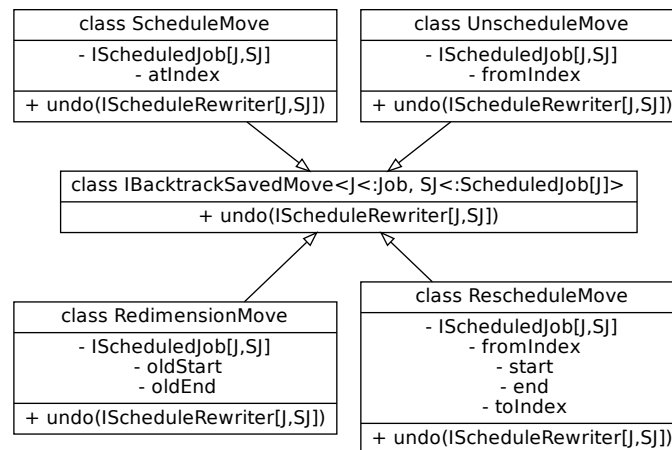 class ScheduleMove
- IScheduledJob[J,SJ]
- atIndex
+ undo(IScheduleRewriter[J,SJ])
class UnscheduleMove
- IScheduledJob[J,SJ]
- fromIndex
+ undo(IScheduleRewriter[J,SJ])
class IBacktrackSavedMove<J<:Job, SJ<:ScheduledJob[J]>
+ undo(IScheduleRewriter[J,SJ])
class RedimensionMove
- IScheduledJob[J,SJ]
- oldStart
- oldEnd
+ undo(IScheduleRewriter[J,SJ])
class RescheduleMove
- IScheduledJob[J,SJ]
- fromIndex
- start
- end
- toIndex
+ undo(IScheduleRewriter[J,SJ])